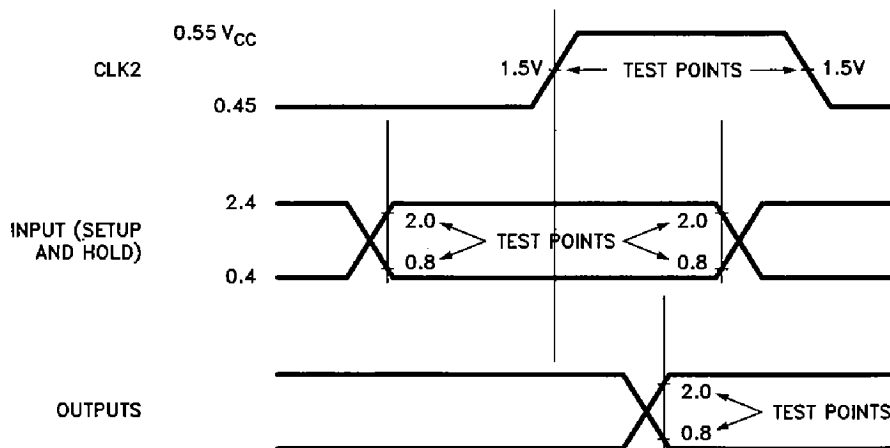 0.55 VCC
CLK2
1.5V
TEST POINTS
1.5V
0.45
2.4
INPUT (SETUP
AND HOLD)
2.0
2.0
TEST POINTS
0.8
0.8
0.4
OUTPUTS
2.0
TEST POINTS
0.8